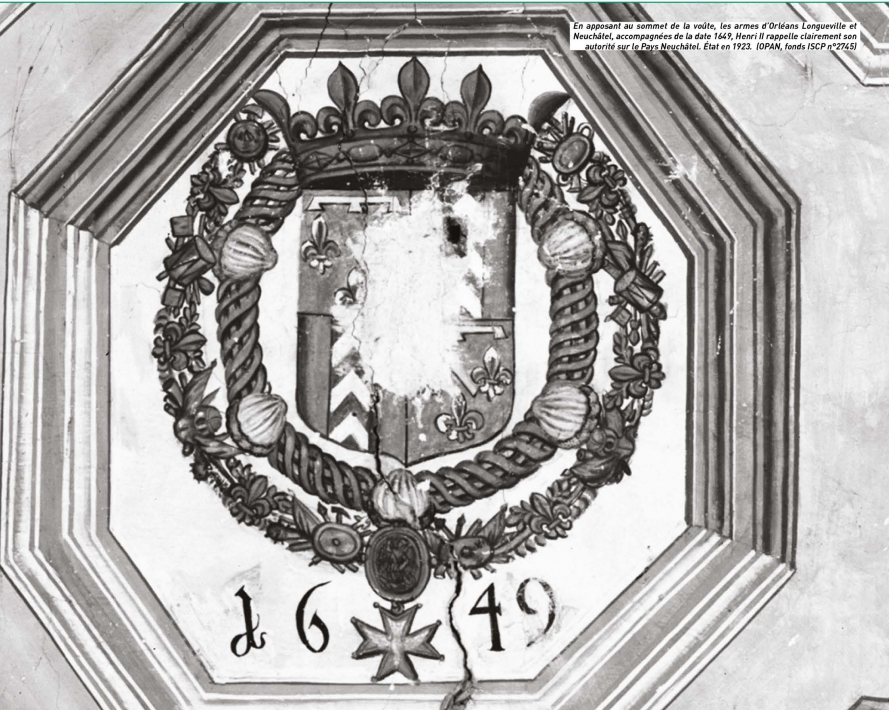 En apposant au sommet de la voûte, les armes d'Orléans Longueville et
Neuchâtel, accompagnées de la date 1649, Henri II rappelle clairement son
autorité sur le Pays Neuchâtel. État en 1923. (OPAN, fonds ISCP n°2745)
1649